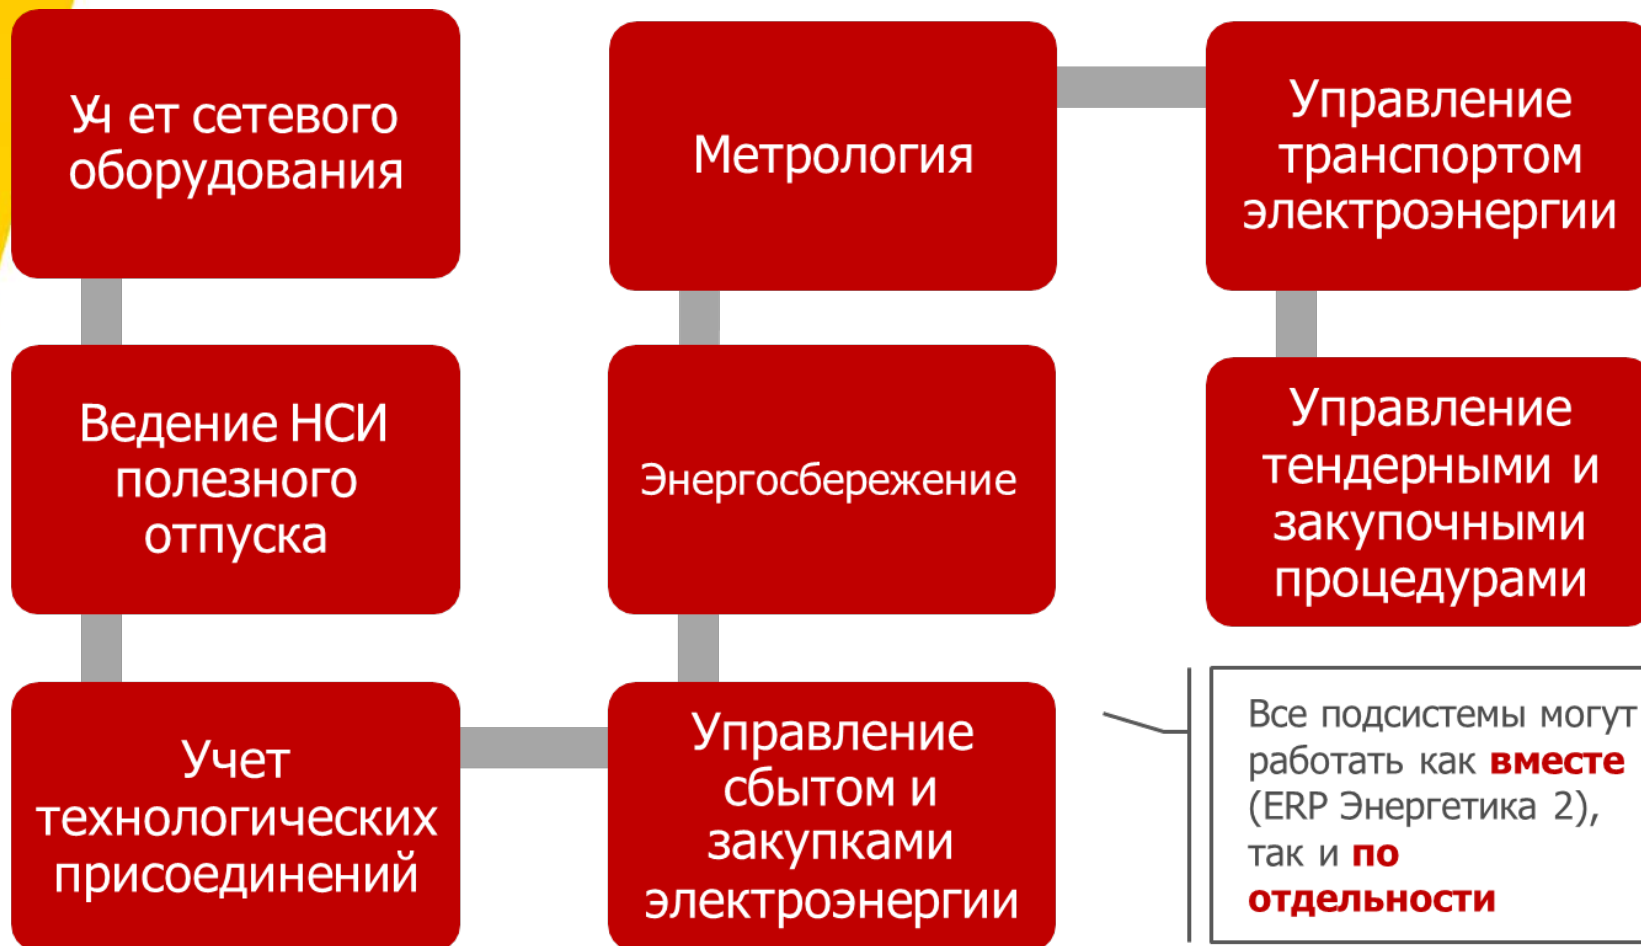 Уч ет сетевого
оборудования
Ведение НСИ
полезного
отпуска
Учет
технологических
присоединений
Управление
сбытом и
закупками
электроэнергии
Энергосбережение
Метрология
Управление
транспортом
электроэнергии
Управление
тендерными и
закупочными
процедурами
Все подсистемы могут
работать как вместе
(ERP Энергетика 2),
так и по
отдельности